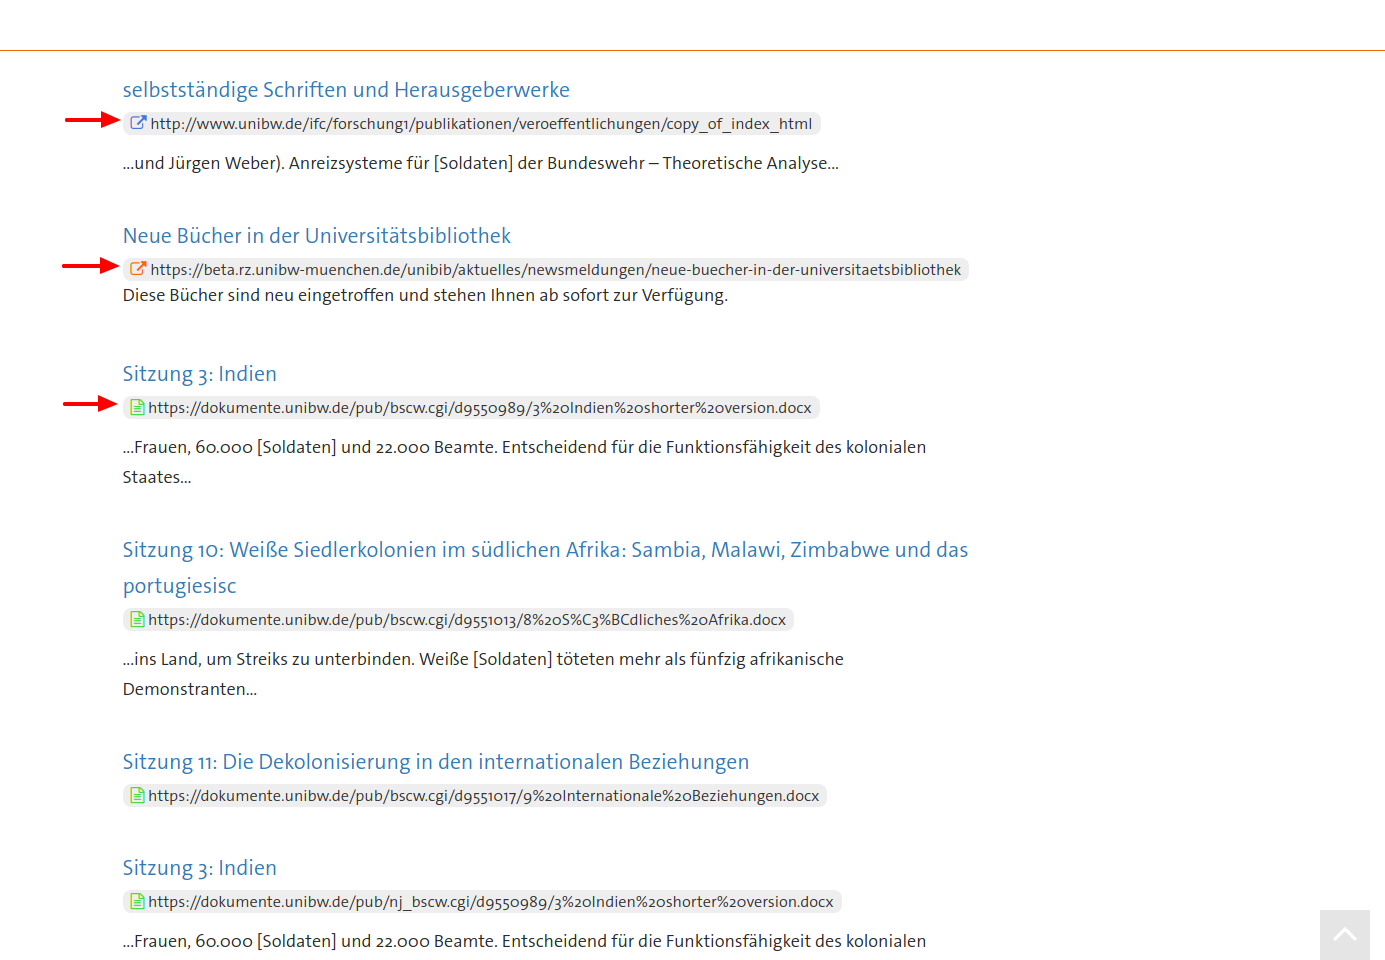 selbstständige Schriften und Herausgeberwerke
http://www.unibw.de/ifc/forschung1/publikationen/veroeffentlichungen/copy_of_index_html
...und Jürgen Weber). Anreizsysteme für [Soldaten] der Bundeswehr – Theoretische Analyse...
Neue Bücher in der Universitätsbibliothek
https://beta.rz.unibw-muenchen.de/unibib/aktuelles/newsmeldungen/neue-buecher-in-der-universitaetsbibliothek
Diese Bücher sind neu eingetroffen und stehen Ihnen ab sofort zur Verfügung.
Sitzung 3: Indien
https://dokumente.unibw.de/pub/bscw.cgi/d9550989/3%20Indien%20shorter%20version.docx
...Frauen, 60.000 [Soldaten] und 22.000 Beamte. Entscheidend für die Funktionsfähigkeit des kolonialen
Staates...
Sitzung 10: Weiße Siedlerkolonien im südlichen Afrika: Sambia, Malawi, Zimbabwe und das
portugiesisc
https://dokumente.unibw.de/pub/bscw.cgi/d9551013/8%20S%C3%BCdliches%20Afrika.docx
...ins Land, um Streiks zu unterbinden. Weiße [Soldaten] töteten mehr als fünfzig afrikanische
Demonstranten...
Sitzung 11: Die Dekolonisierung in den internationalen Beziehungen
https://dokumente.unibw.de/pub/bscw.cgi/d9551017/9%20Internationale%20Beziehungen.docx
Sitzung 3: Indien
https://dokumente.unibw.de/pub/nj_bscw.cgi/d9550989/3%20Indien%20shorter%20version.docx
...Frauen, 60.000 [Soldaten] und 22.000 Beamte. Entscheidend für die Funktionsfähigkeit des kolonialen